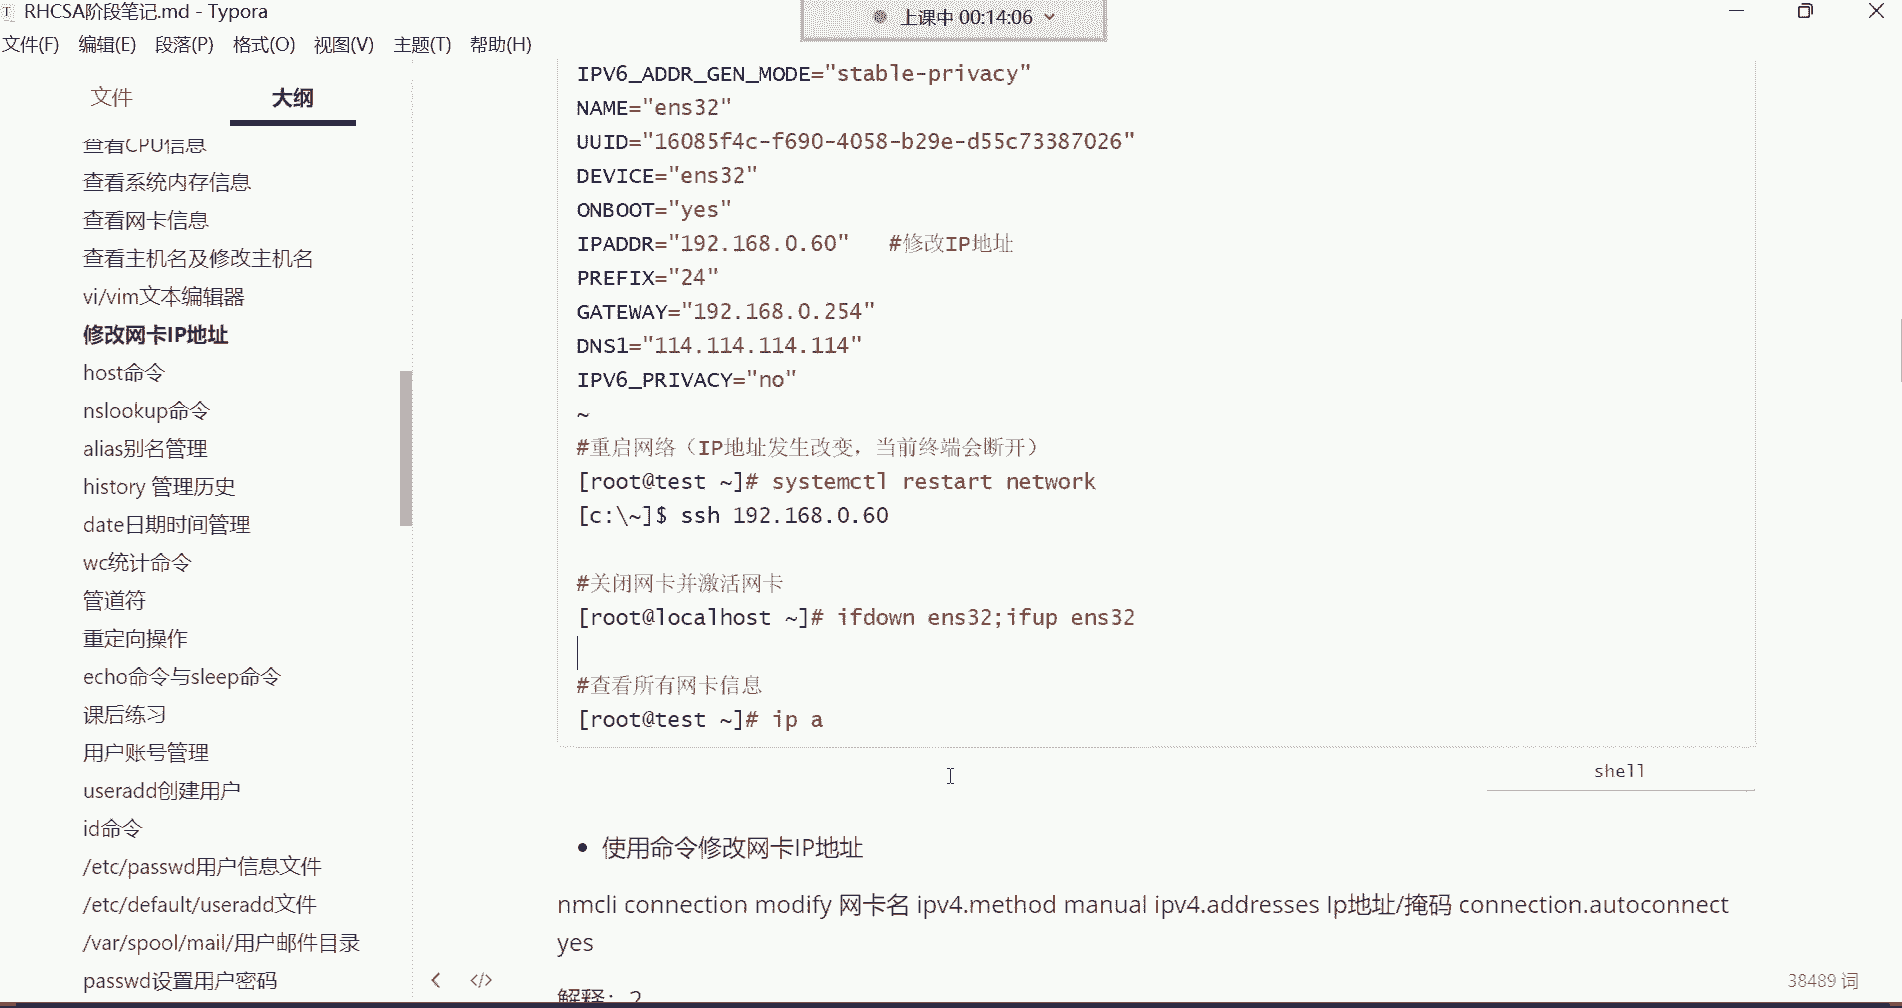 RHCSA阶段笔记.md - Typora
上课中 00:14:06
文件(F) 编辑(E) 段落(P) 格式(O) 视图(V) 主题(T) 帮助(H)
文件 大纲
查看CPU信息
查看系统内存信息
查看网卡信息
查看主机名及修改主机名
vi/vim文本编辑器
修改网卡IP地址
host命令
nslookup命令
alias别名管理
history 管理历史
date日期时间管理
wc统计命令
管道符
重定向操作
echo命令与sleep命令
课后练习
用户账号管理
useradd创建用户
id命令
/etc/passwd用户信息文件
/etc/default/useradd文件
/var/spool/mail/用户邮件目录
passwd设置用户密码
IPV6_ADDR_GEN_MODE="stable-privacy"
NAME="ens32"
UUID="16085f4c-f690-4058-b29e-d55c73387026"
DEVICE="ens32"
ONBOOT="yes"
IPADDR="192.168.0.60" #修改IP地址
PREFIX="24"
GATEWAY="192.168.0.254"
DNS1="114.114.114.114"
IPV6_PRIVACY="no"
~
#重启网络（IP地址发生改变，当前终端会断开）
[root@test ~]# systemctl restart network
[c:\~]$ ssh 192.168.0.60
#关闭网卡并激活网卡
[root@localhost ~]# ifdown ens32;ifup ens32
#查看所有网卡信息
[root@test ~]# ip a
shell
• 使用命令修改网卡IP地址
nmcli connection modify 网卡名 ipv4.method manual ipv4.addresses Ip地址/掩码 connection.autoconnect
yes
解释：
38489 词